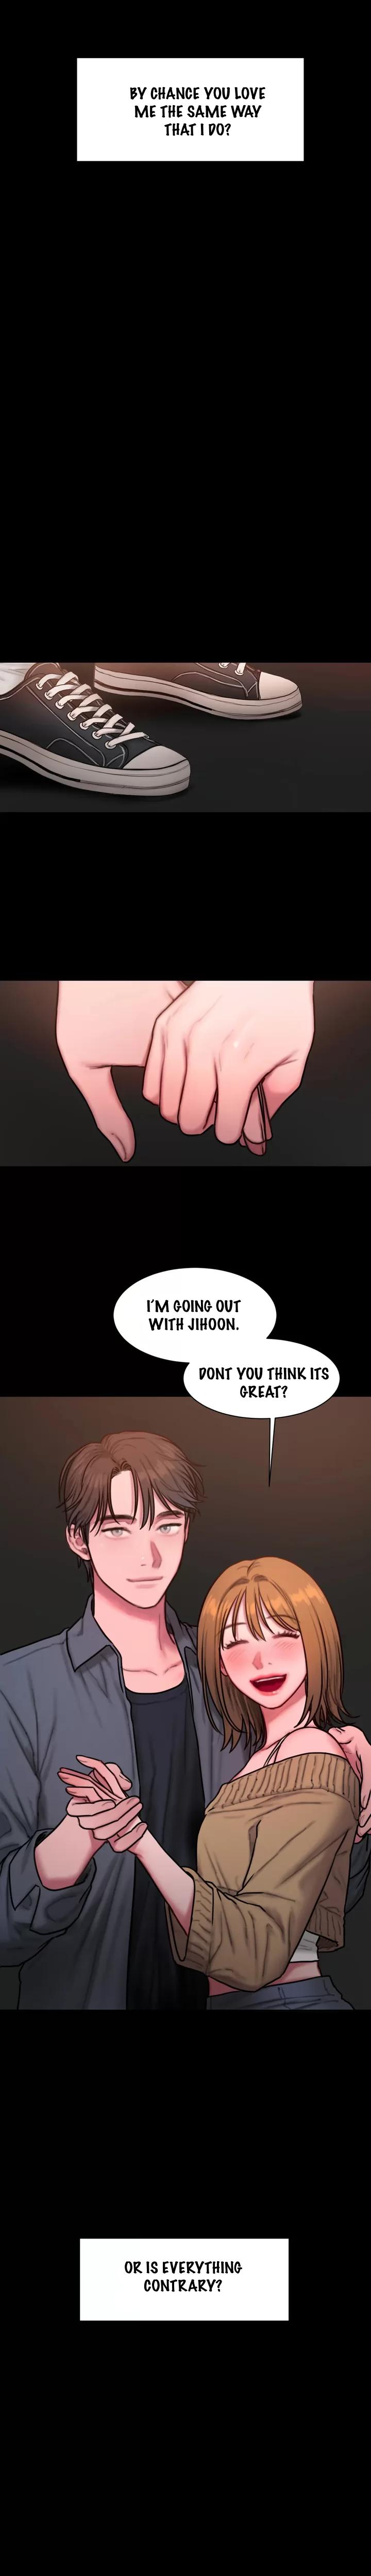 BY CHANCE YOU LOVE
ME THE SAME WAY
THAT I DO?
I'M GOING OUT
WITH JIHOON.
DONT YOU THINK ITS
GREAT?
OR IS EVERYTHING
CONTRARY?